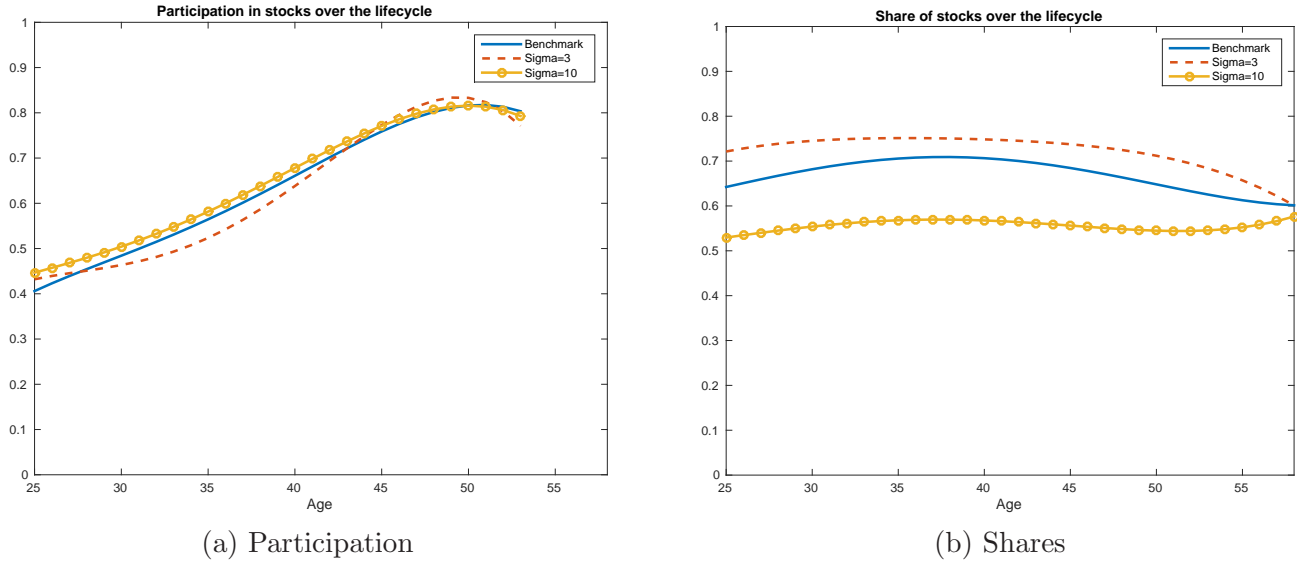 Participation in stocks over the lifecycle
1
0.9
0.8
0.7
0.6
0.5
0.4
0.3
0.2
0.1
0
25 30 35 40 45 50 55
Age
Benchmark
Sigma=3
Sigma=10
(a) Participation
Share of stocks over the lifecycle
1
0.9
0.8
0.7
0.6
0.5
0.4
0.3
0.2
0.1
0
25 30 35 40 45 50 55
Age
Benchmark
Sigma=3
Sigma=10
(b) Shares